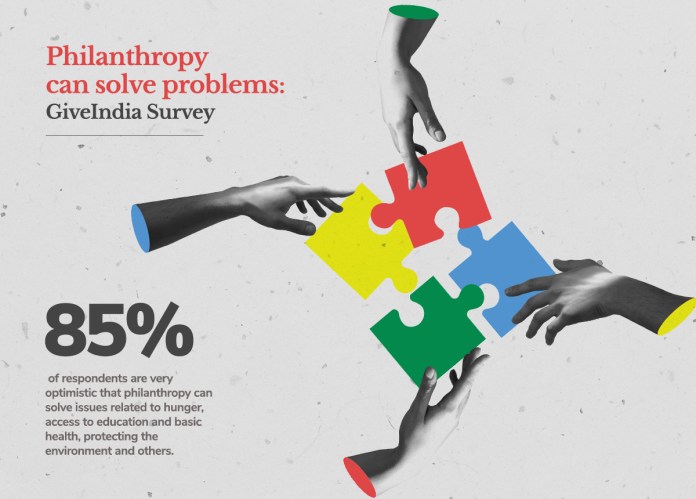 Philanthropy
can solve problems:
GiveIndia Survey
85%
of respondents are very
optimistic that philanthropy can
solve issues related to hunger,
access to education and basic
health, protecting the
environment and others.